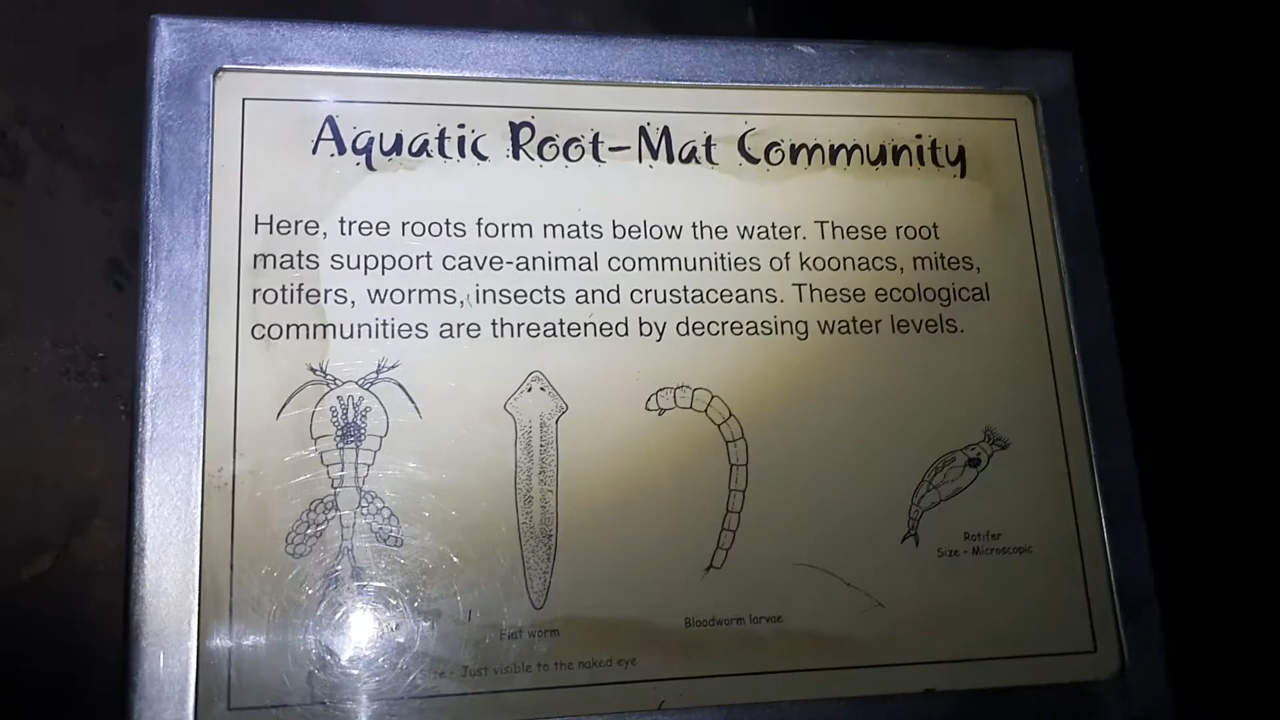 Aquatic Root-Mat Community
Here, tree roots form mats below the water. These root
mats support cave-animal communities of koonacs, mites,
rotifers, worms, insects and crustaceans. These ecological
communities are threatened by decreasing water levels.
Rotifer
Size - Microscopic
Bloodworm larvae
Flat worm
Size - Just visible to the naked eye